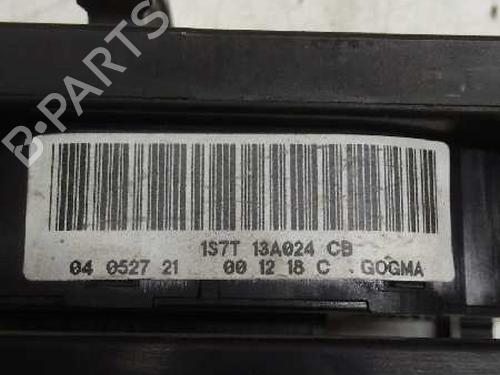 B-PARTS
1S7T 13A024 CB
04 0527 21 00 12 18 C GOGMA